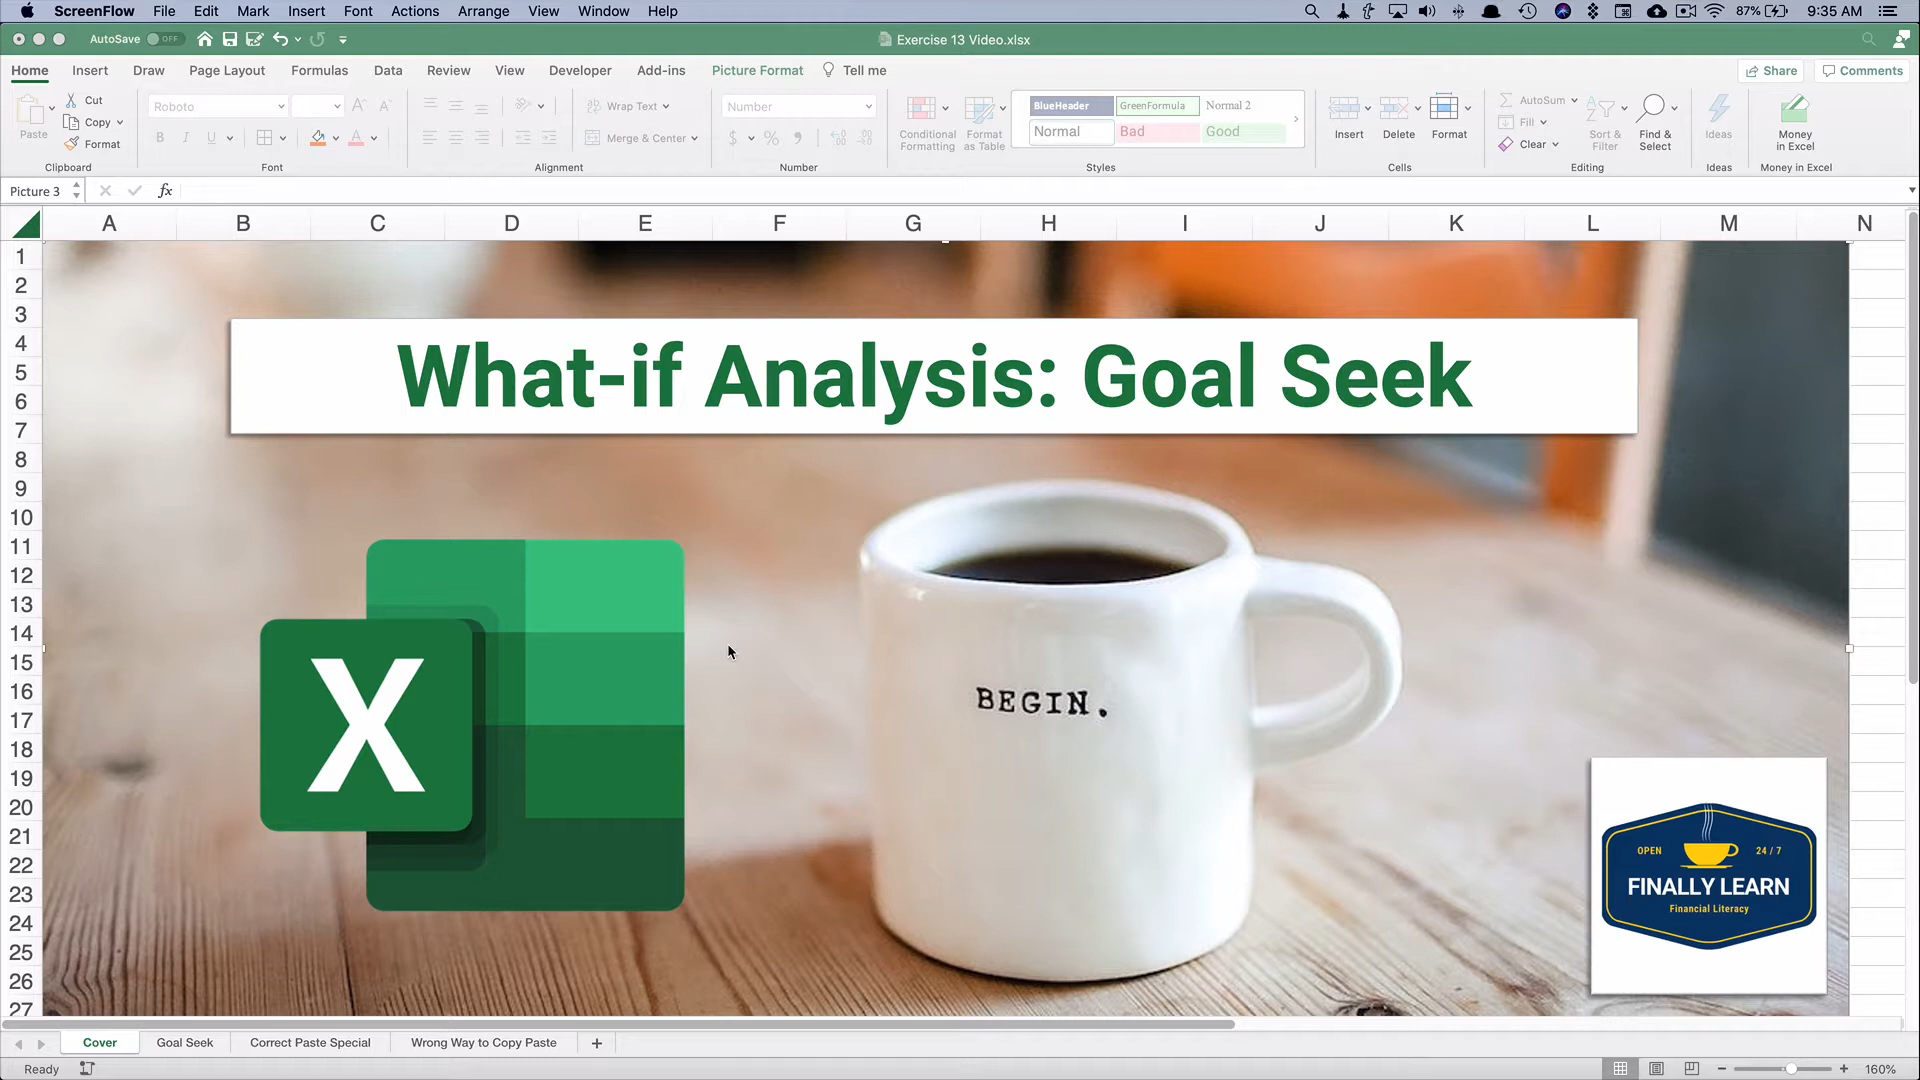 ScreenFlow File Edit Mark Insert Font Actions Arrange View Window Help 87% 9:35 AM
AutoSave OFF Exercise 13 Video.xlsx
Home Insert Draw Page Layout Formulas Data Review View Developer Add-ins Picture Format Tell me Share Comments
Paste Cut Copy Format Clipboard
Roboto B I U A A A Font
Wrap Text Merge & Center Alignment
Number $ % Number
Conditional Formatting Format as Table BlueHeader GreenFormula Normal 2 Normal Bad Good Styles
Insert Delete Format Cells
AutoSum Fill Clear Sort & Filter Find & Select Editing
Ideas Ideas
Money in Excel Money in Excel
Picture 3 fx
A B C D E F G H I J K L M N
1
2
3
4
5
6
7
8
9
10
11
12
13
14
15
16
17
18
19
20
21
22
23
24
25
26
27
What-if Analysis: Goal Seek
X
BEGIN.
OPEN 24 / 7
FINALLY LEARN
Financial Literacy
Cover Goal Seek Correct Paste Special Wrong Way to Copy Paste +
Ready 160%